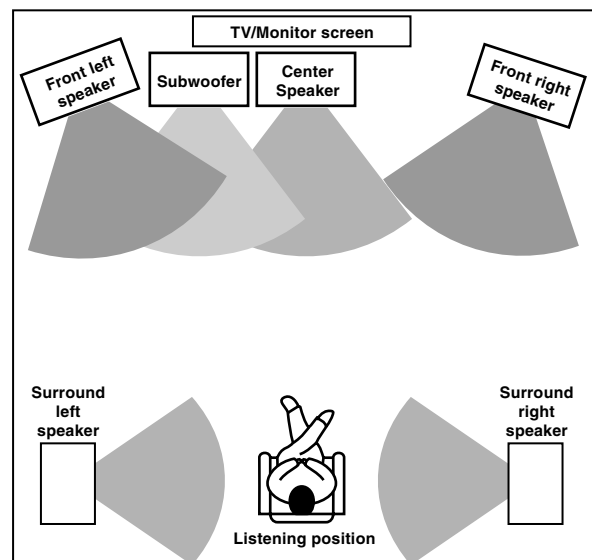 TV/Monitor screen
Front left
speaker
Subwoofer
Center
Speaker
Front right
speaker
Surround
left
speaker
Surround
right
speaker
Listening position